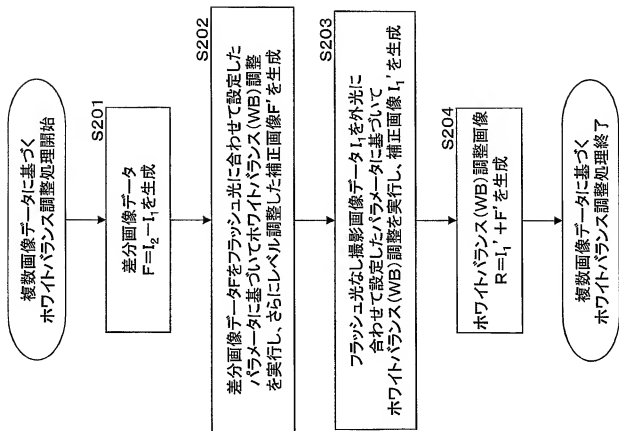 複数画像データに基づく
ホワイトバランス調整処理開始
S201
差分画像データ
F=I₂−I₁を生成
S202
差分画像データFをフラッシュ光に合わせて設定した
パラメータに基づいてホワイトバランス(WB)調整
を実行し、さらにレベル調整した補正画像F'を生成
S203
フラッシュ光なし撮影画像データI₁を外光に
合わせて設定したパラメータに基づいて
ホワイトバランス(WB)調整を実行し、補正画像I₁'を生成
S204
ホワイトバランス(WB)調整画像
R=I₁'+F'を生成
複数画像データに基づく
ホワイトバランス調整処理終了